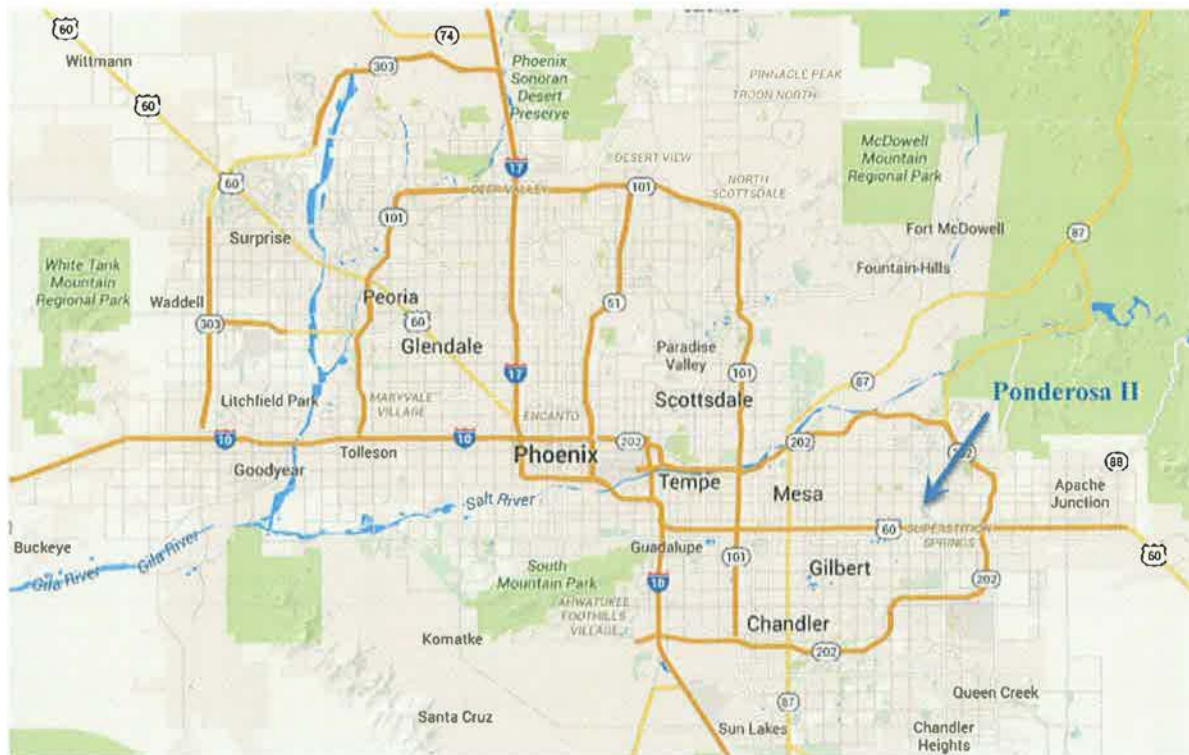 60
74
Wittmann
303
Phoenix
Sonoran
Desert
Preserve
PINNACLE PEAK
TROON NORTH
60
McDowell
Mountain
Regional Park
17
DESERT VIEW
60
DEER VALLEY
101
NORTH
SCOTTSDALE
101
Surprise
Fort McDowell
87
White Tank
Mountain
Regional Park
Fountain Hills
Waddell
Peoria
51
303
60
Glendale
Paradise
Valley
17
101
87
Ponderosa II
Litchfield Park
MARYVALE
VILLAGE
Scottsdale
ENCANTO
10
10
202
202
Tolleson
Phoenix
202
Goodyear
88
Tempe
Mesa
Apache
Junction
Salt River
60
SUPERSTITION
SPRINGS
Buckeye
Gila River
Gila River
Guadalupe
101
60
South
Mountain Park
Gilbert
10
202
AHWATUKEE
FOOTHILLS
VILLAGE
Chandler
Komatke
202
Queen Creek
87
Santa Cruz
Sun Lakes
Chandler
Heights